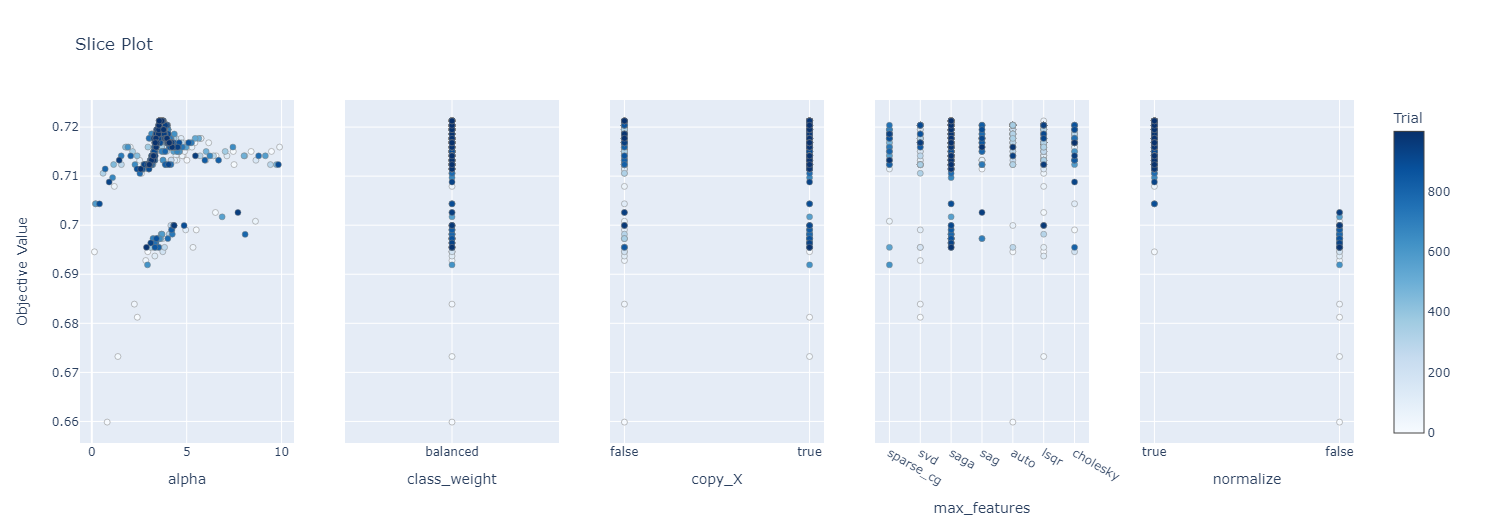 Slice Plot
Objective Value
0.72
0.71
0.7
0.69
0.68
0.67
0.66
0 5 10
alpha
balanced
class_weight
false true
copy_X
sparse_cg svd saga sag auto lsqr cholesky
max_features
true false
normalize
Trial
800
600
400
200
0